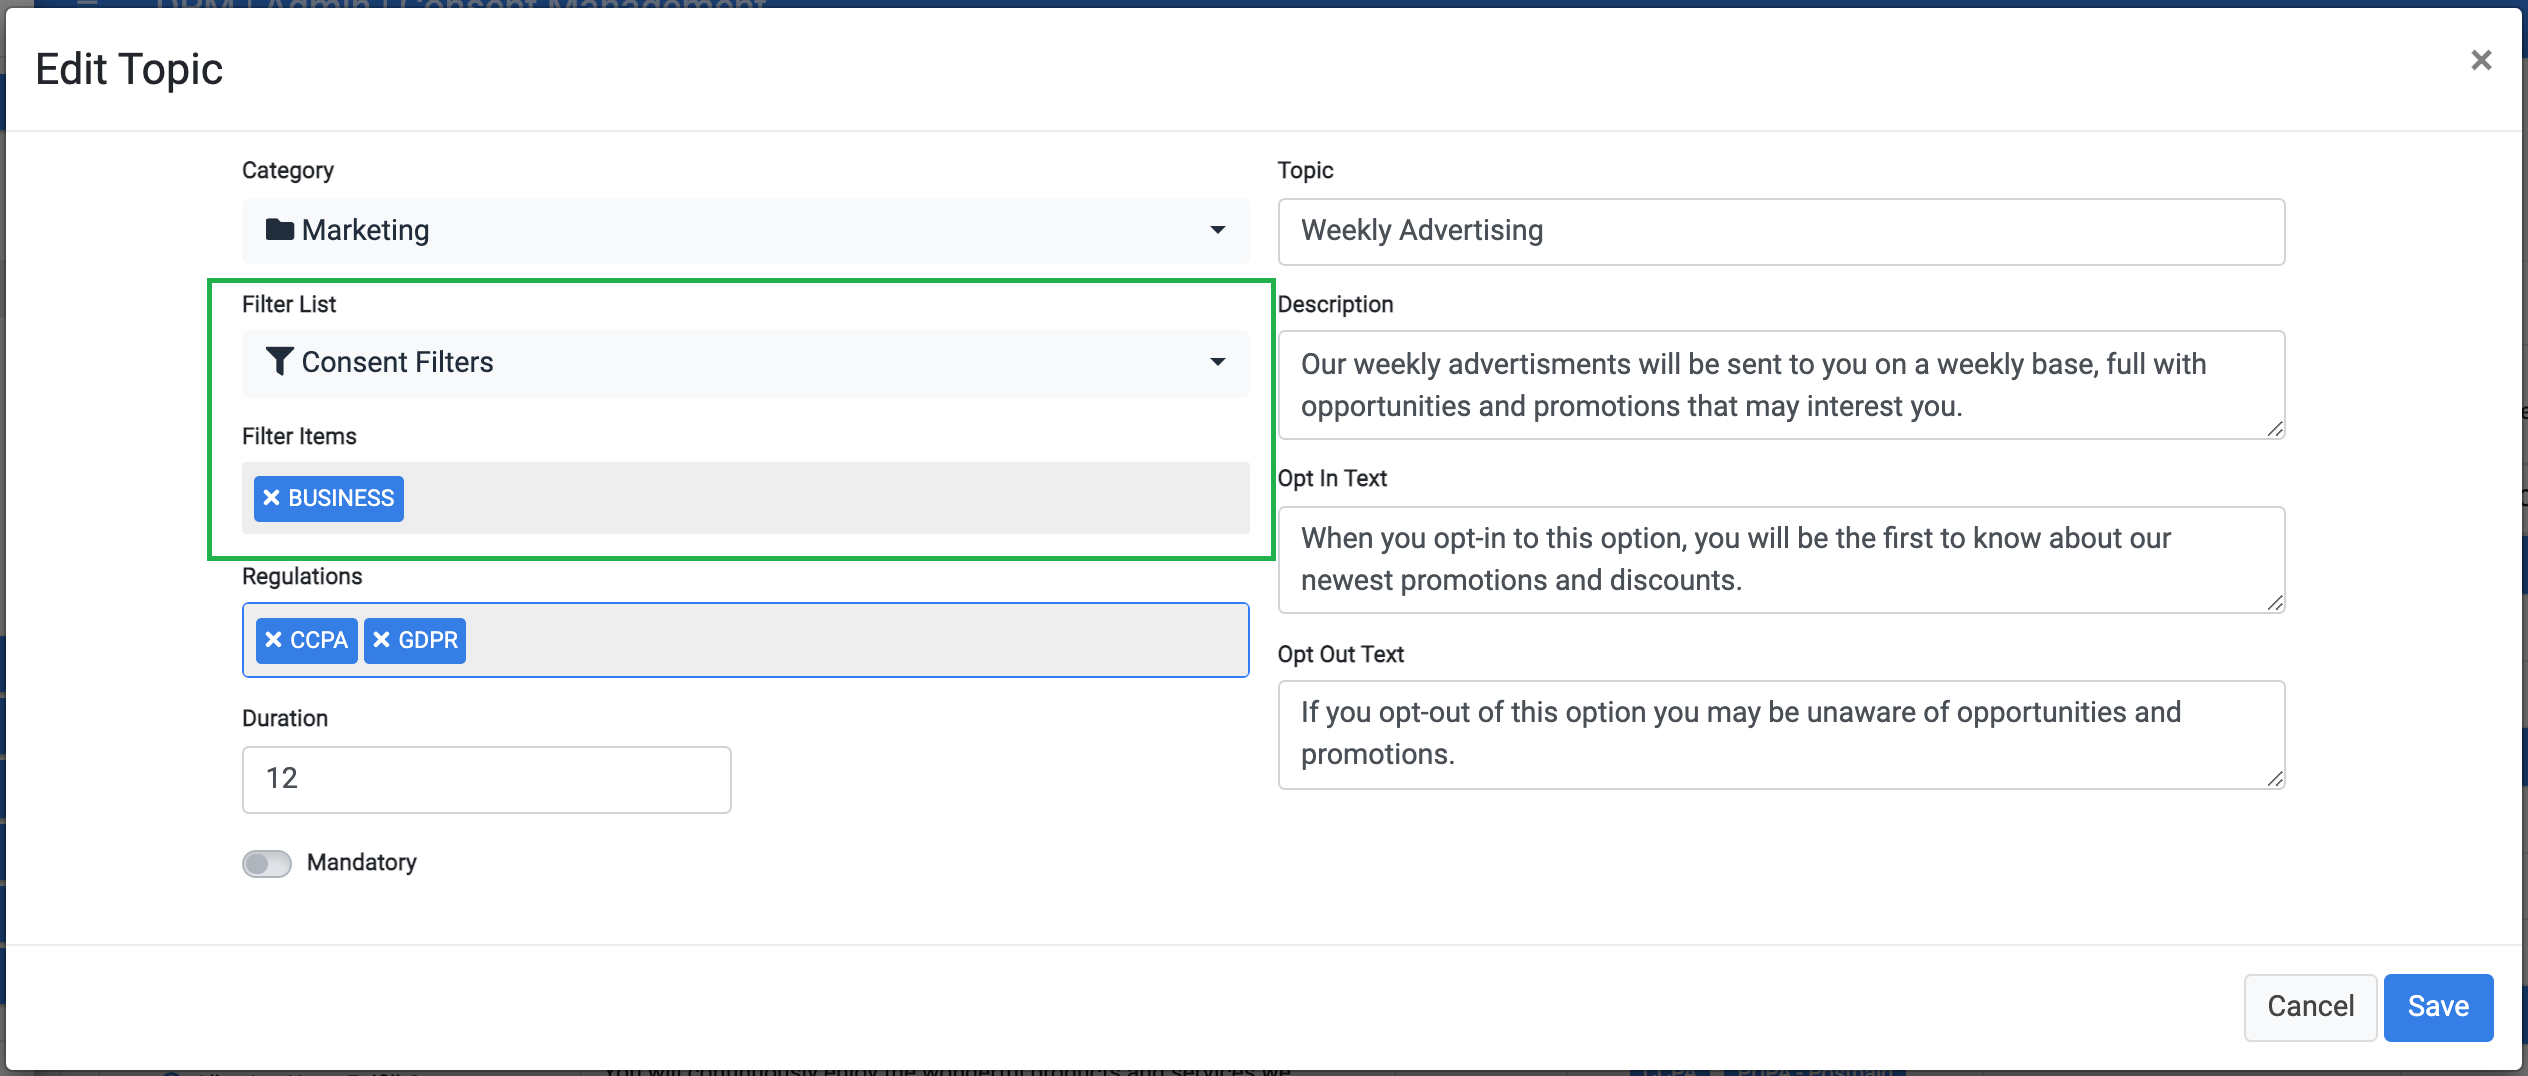 Edit Topic
Category
Marketing
Filter List
Consent Filters
Filter Items
BUSINESS
Regulations
CCPA GDPR
Duration
12
Mandatory
Topic
Weekly Advertising
Description
Our weekly advertisments will be sent to you on a weekly base, full with
opportunities and promotions that may interest you.
Opt In Text
When you opt-in to this option, you will be the first to know about our
newest promotions and discounts.
Opt Out Text
If you opt-out of this option you may be unaware of opportunities and
promotions.
Cancel Save